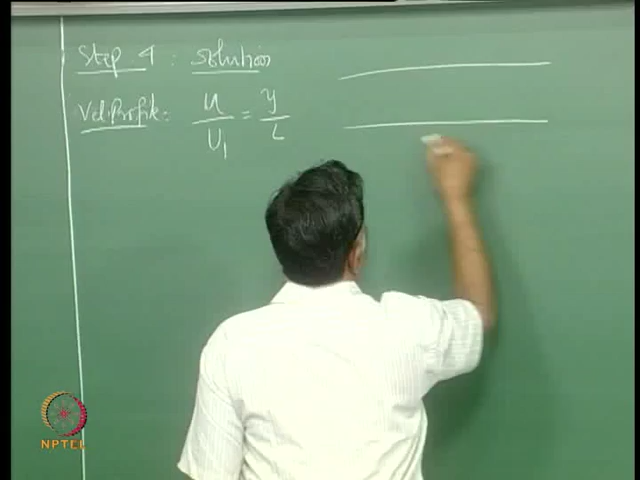 Step 4 : Solution
Vel. Profile : u/U₁ = y/L
NPTEL